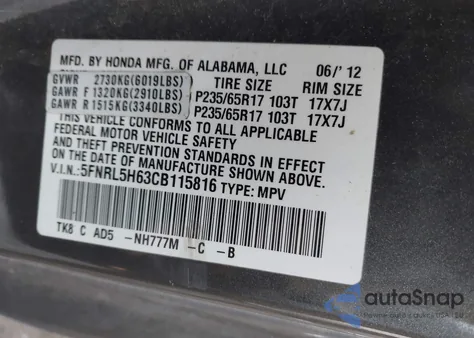 MFD. BY HONDA MFG. OF ALABAMA, LLC 06/'12
TIRE SIZE RIM SIZE
GVWR 2730KG(6019LBS)
GAWR F 1320KG(2910LBS) P235/65R17 103T 17X7J
GAWR R 1515KG(3340LBS) P235/65R17 103T 17X7J
THIS VEHICLE CONFORMS TO ALL APPLICABLE
FEDERAL MOTOR VEHICLE SAFETY
AND THEFT PREVENTION STANDARDS IN EFFECT ON THE
DATE OF MANUFACTURE SHOWN ABOVE.
V.I.N.:5FNRL5H63CB115816 TYPE: MPV
TK8 C AD5 -NH777M -C -B
autoSnap